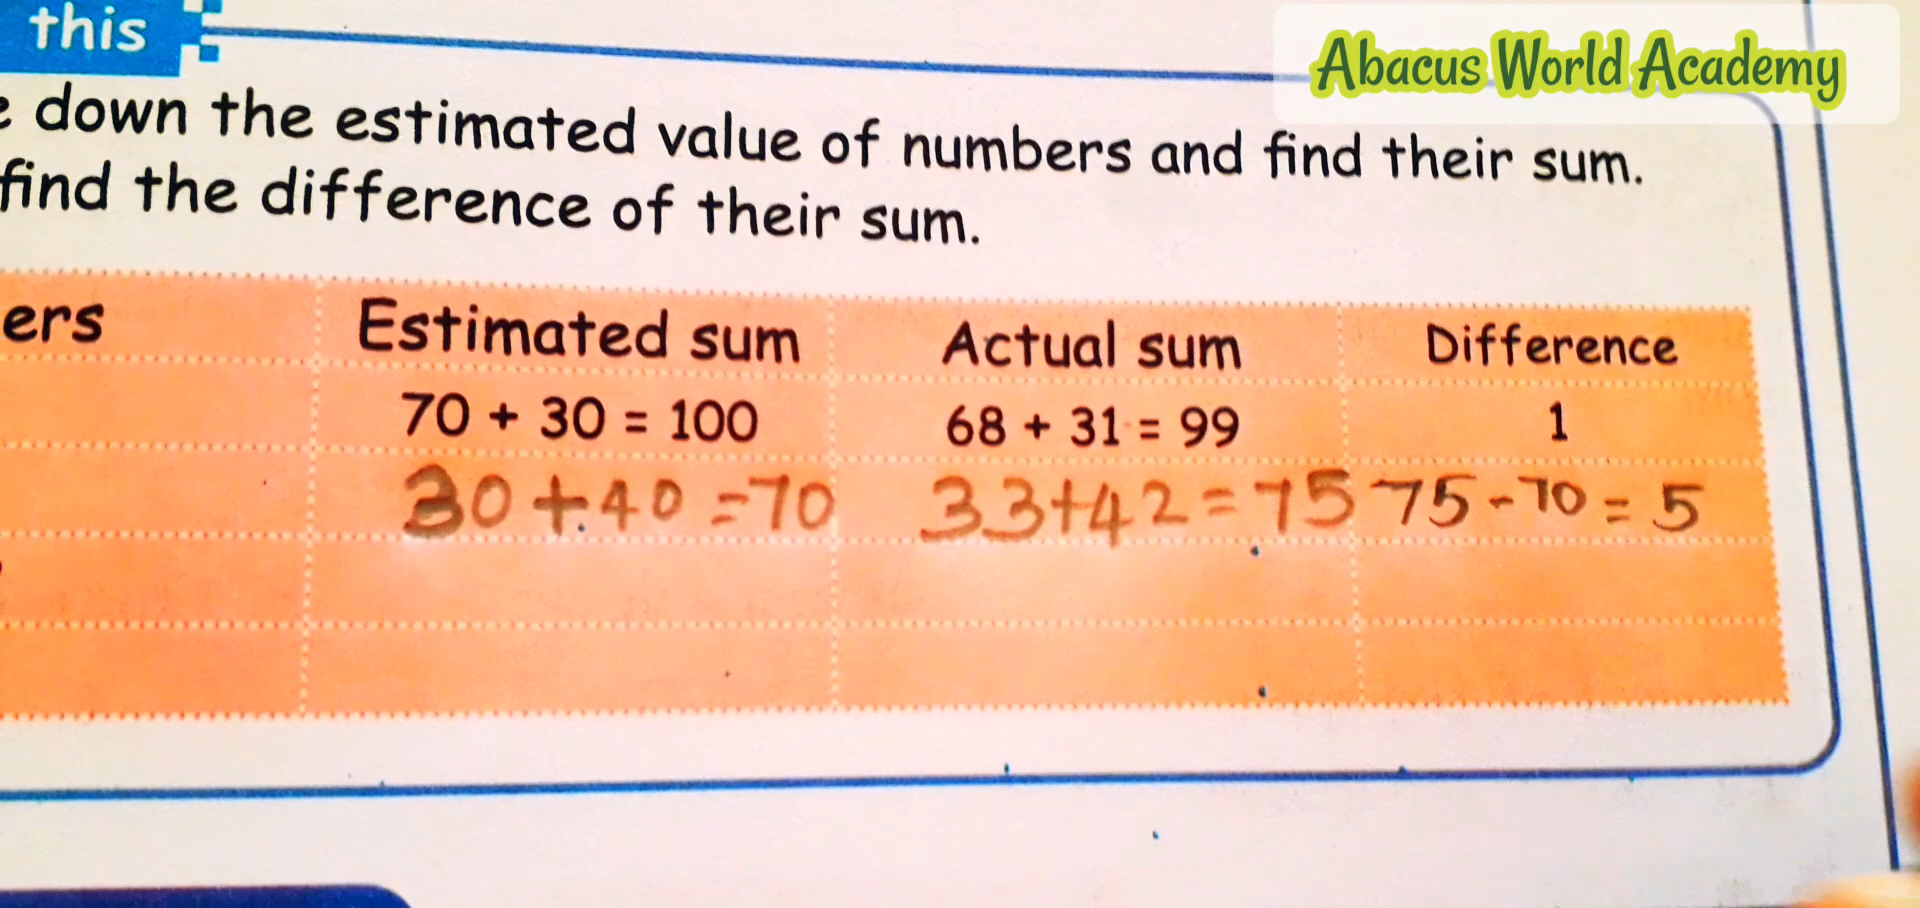 this
Abacus World Academy
down the estimated value of numbers and find their sum.
find the difference of their sum.
ers Estimated sum Actual sum Difference
70 + 30 = 100 68 + 31 = 99 1
30 + 40 = 70 33 + 42 = 75 75 - 70 = 5